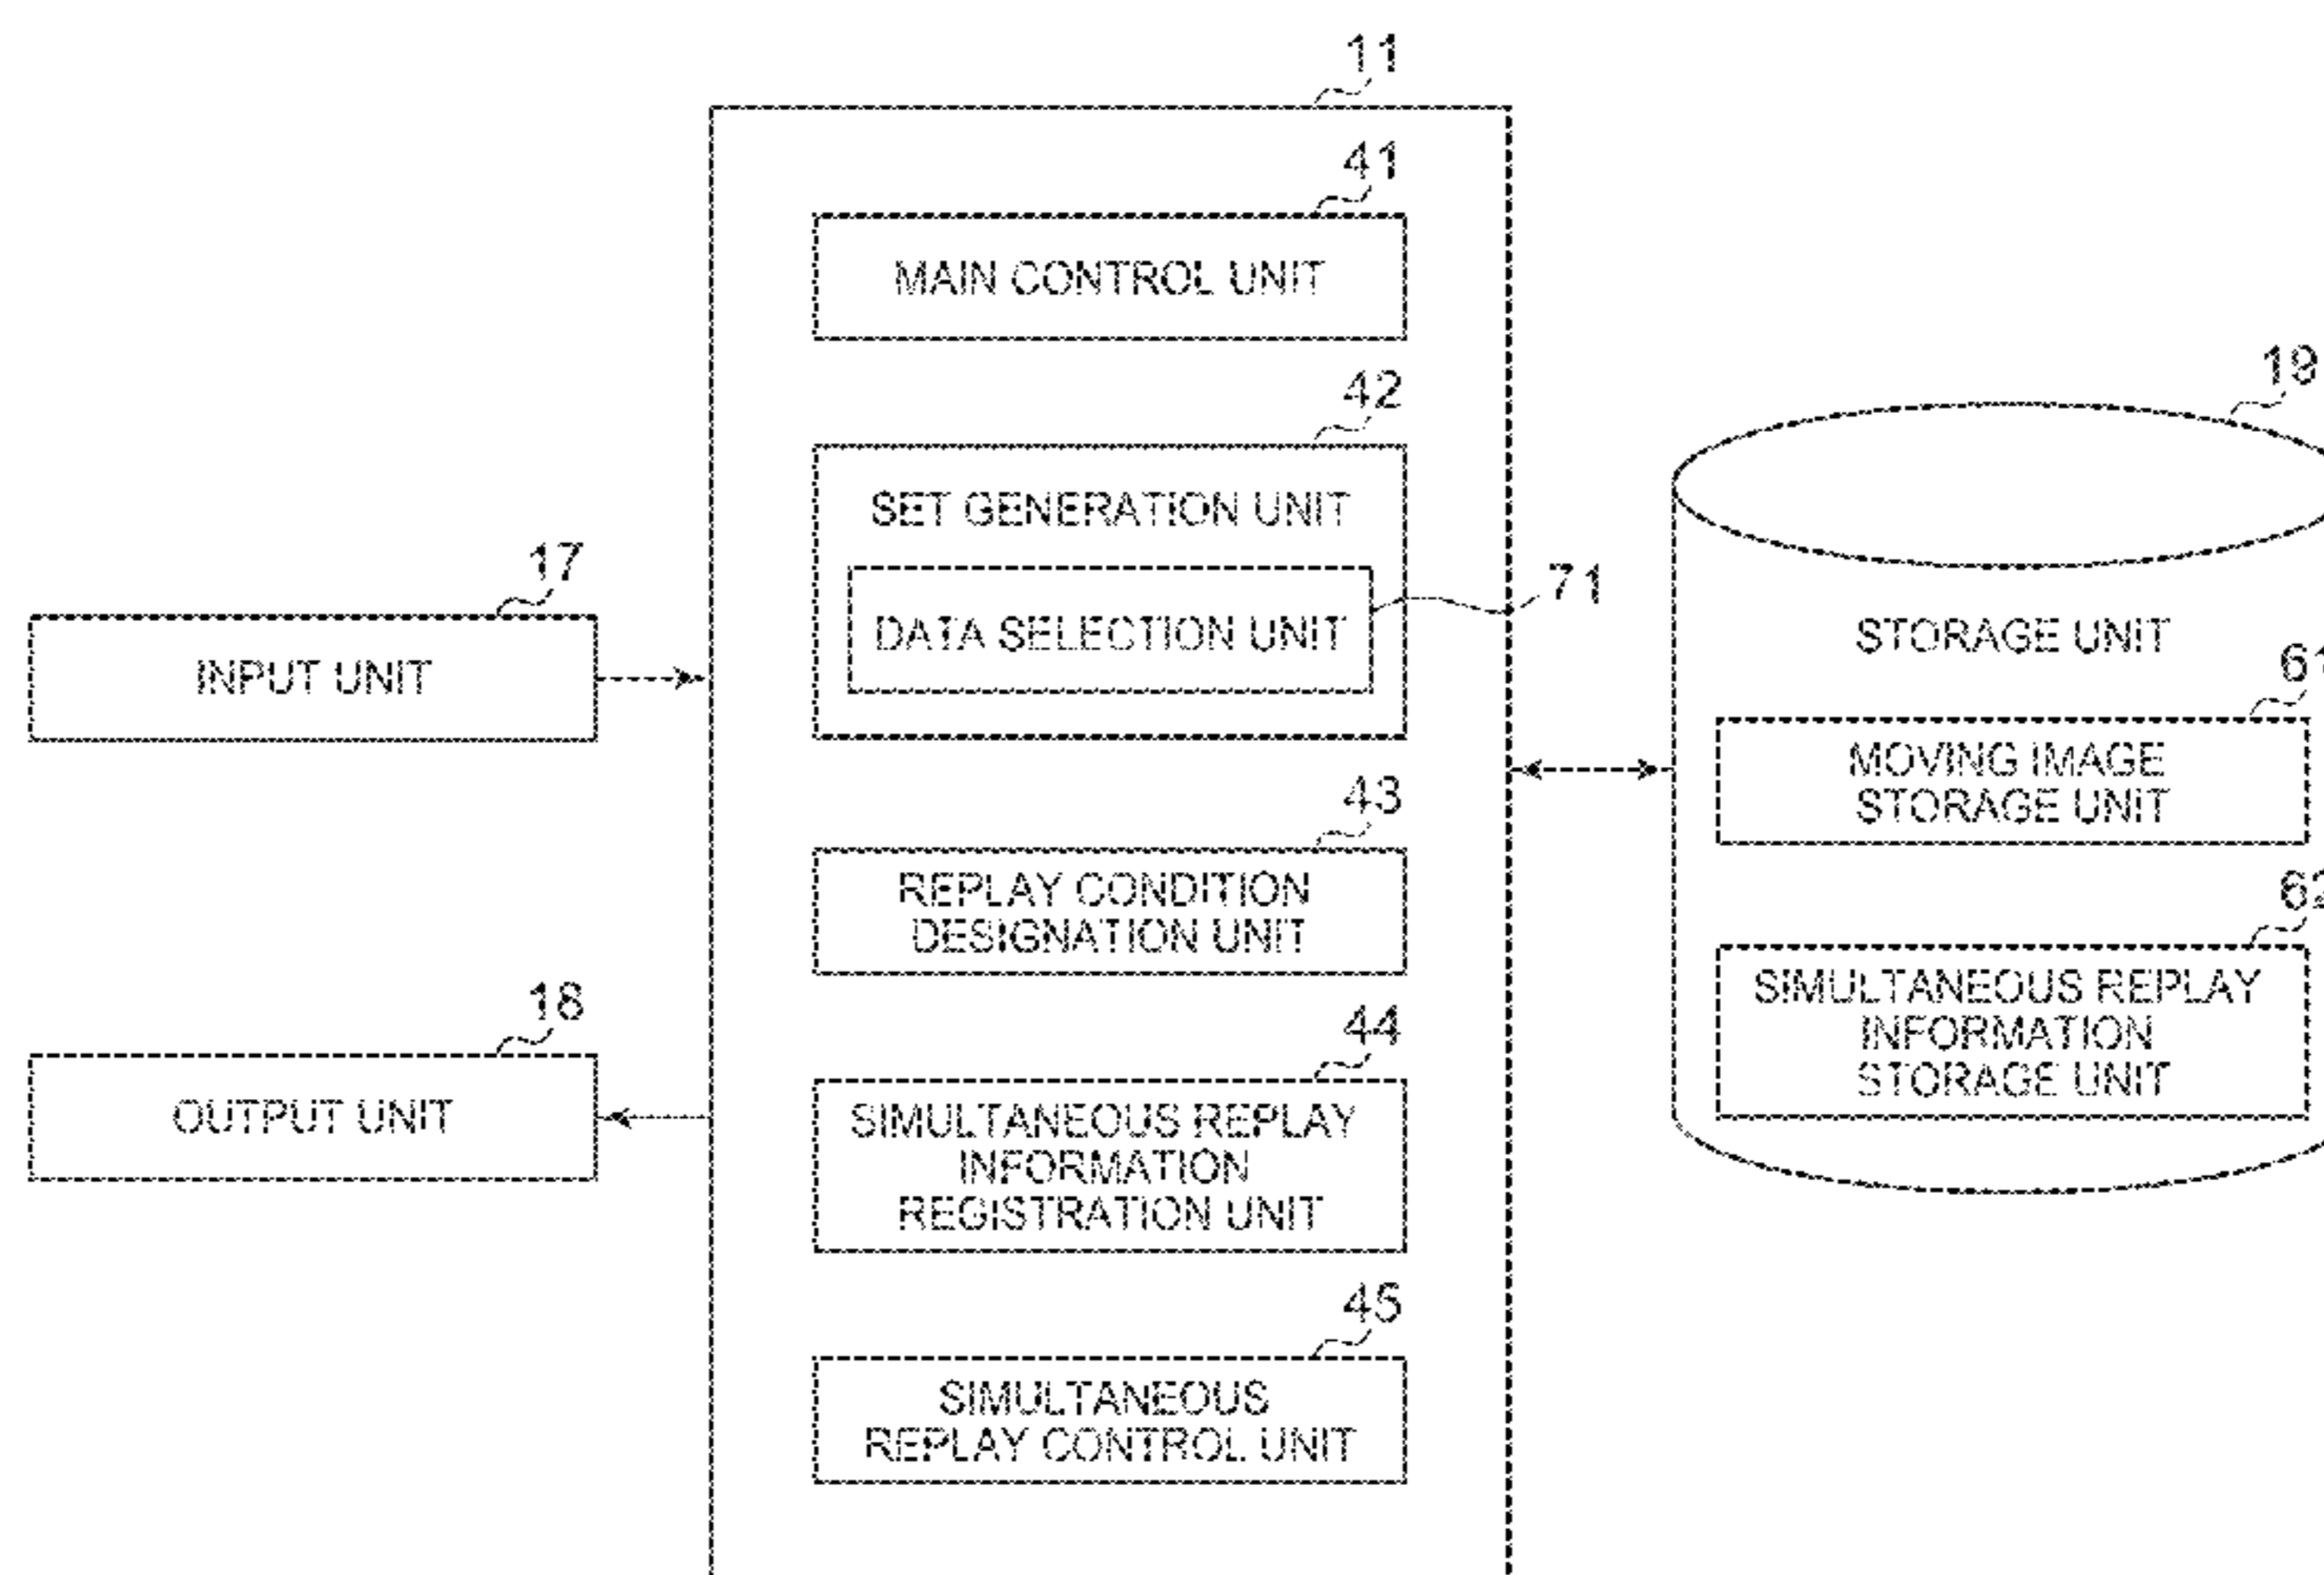 11
41
MAIN CONTROL UNIT
42
SET GENERATION UNIT
71
DATA SELECTION UNIT
43
REPLAY CONDITION
DESIGNATION UNIT
44
SIMULTANEOUS REPLAY
INFORMATION
REGISTRATION UNIT
45
SIMULTANEOUS
REPLAY CONTROL UNIT
17
INPUT UNIT
18
OUTPUT UNIT
19
STORAGE UNIT
61
MOVING IMAGE
STORAGE UNIT
62
SIMULTANEOUS REPLAY
INFORMATION
STORAGE UNIT